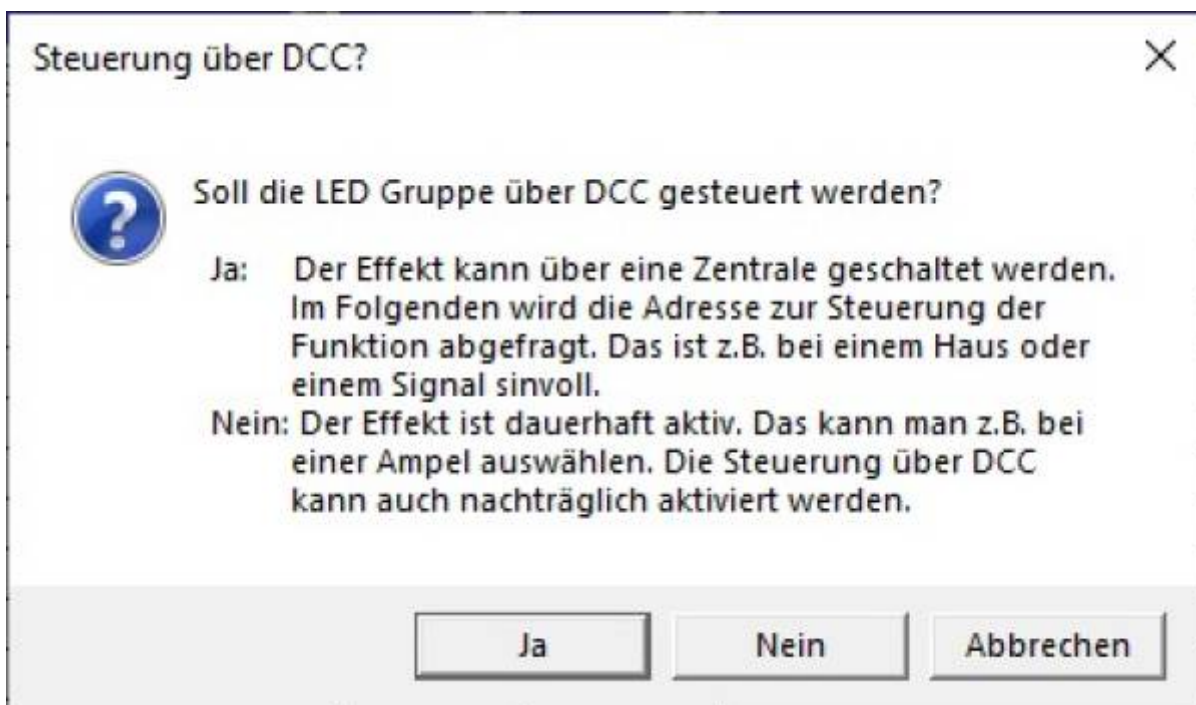 Steuerung über DCC?
Soll die LED Gruppe über DCC gesteuert werden?
Ja: Der Effekt kann über eine Zentrale geschaltet werden.
Im Folgenden wird die Adresse zur Steuerung der
Funktion abgefragt. Das ist z.B. bei einem Haus oder
einem Signal sinvoll.
Nein: Der Effekt ist dauerhaft aktiv. Das kann man z.B. bei
einer Ampel auswählen. Die Steuerung über DCC
kann auch nachträglich aktiviert werden.
Ja Nein Abbrechen